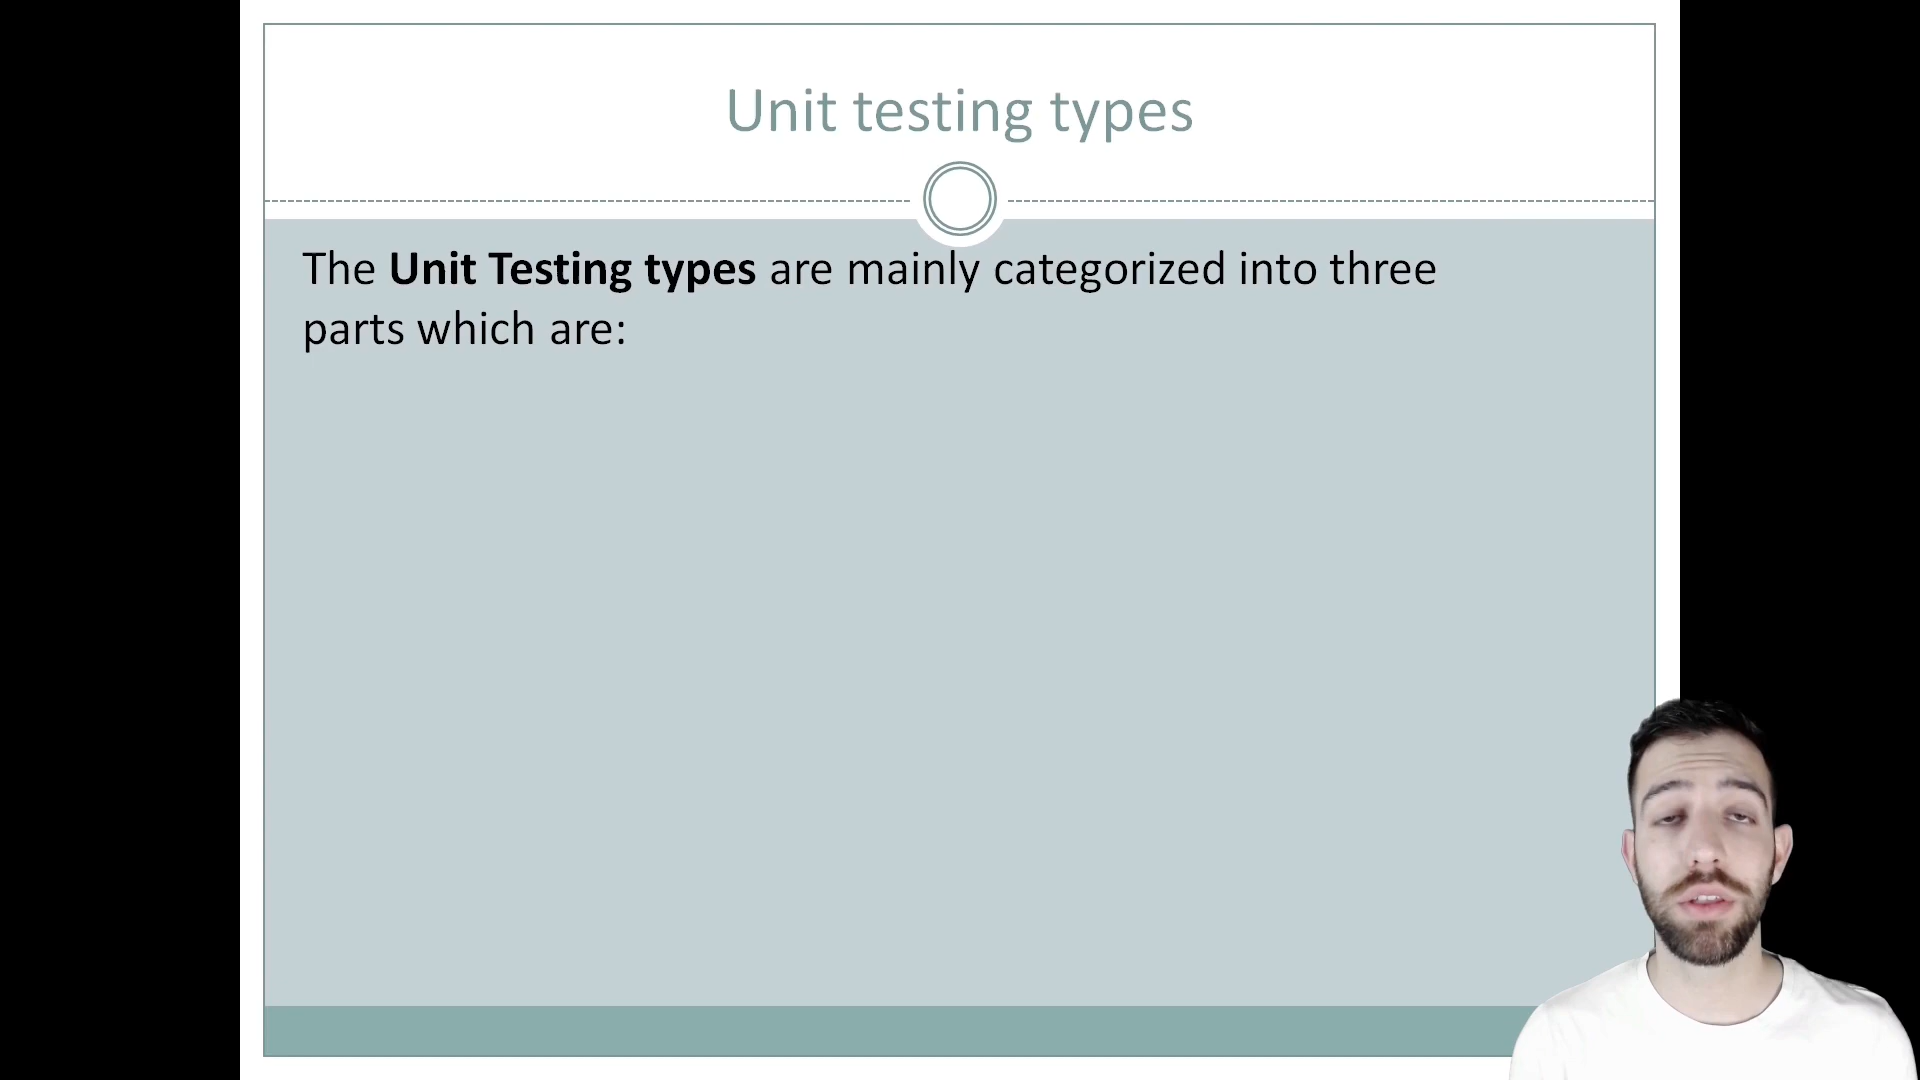 Unit testing types
The Unit Testing types are mainly categorized into three
parts which are: